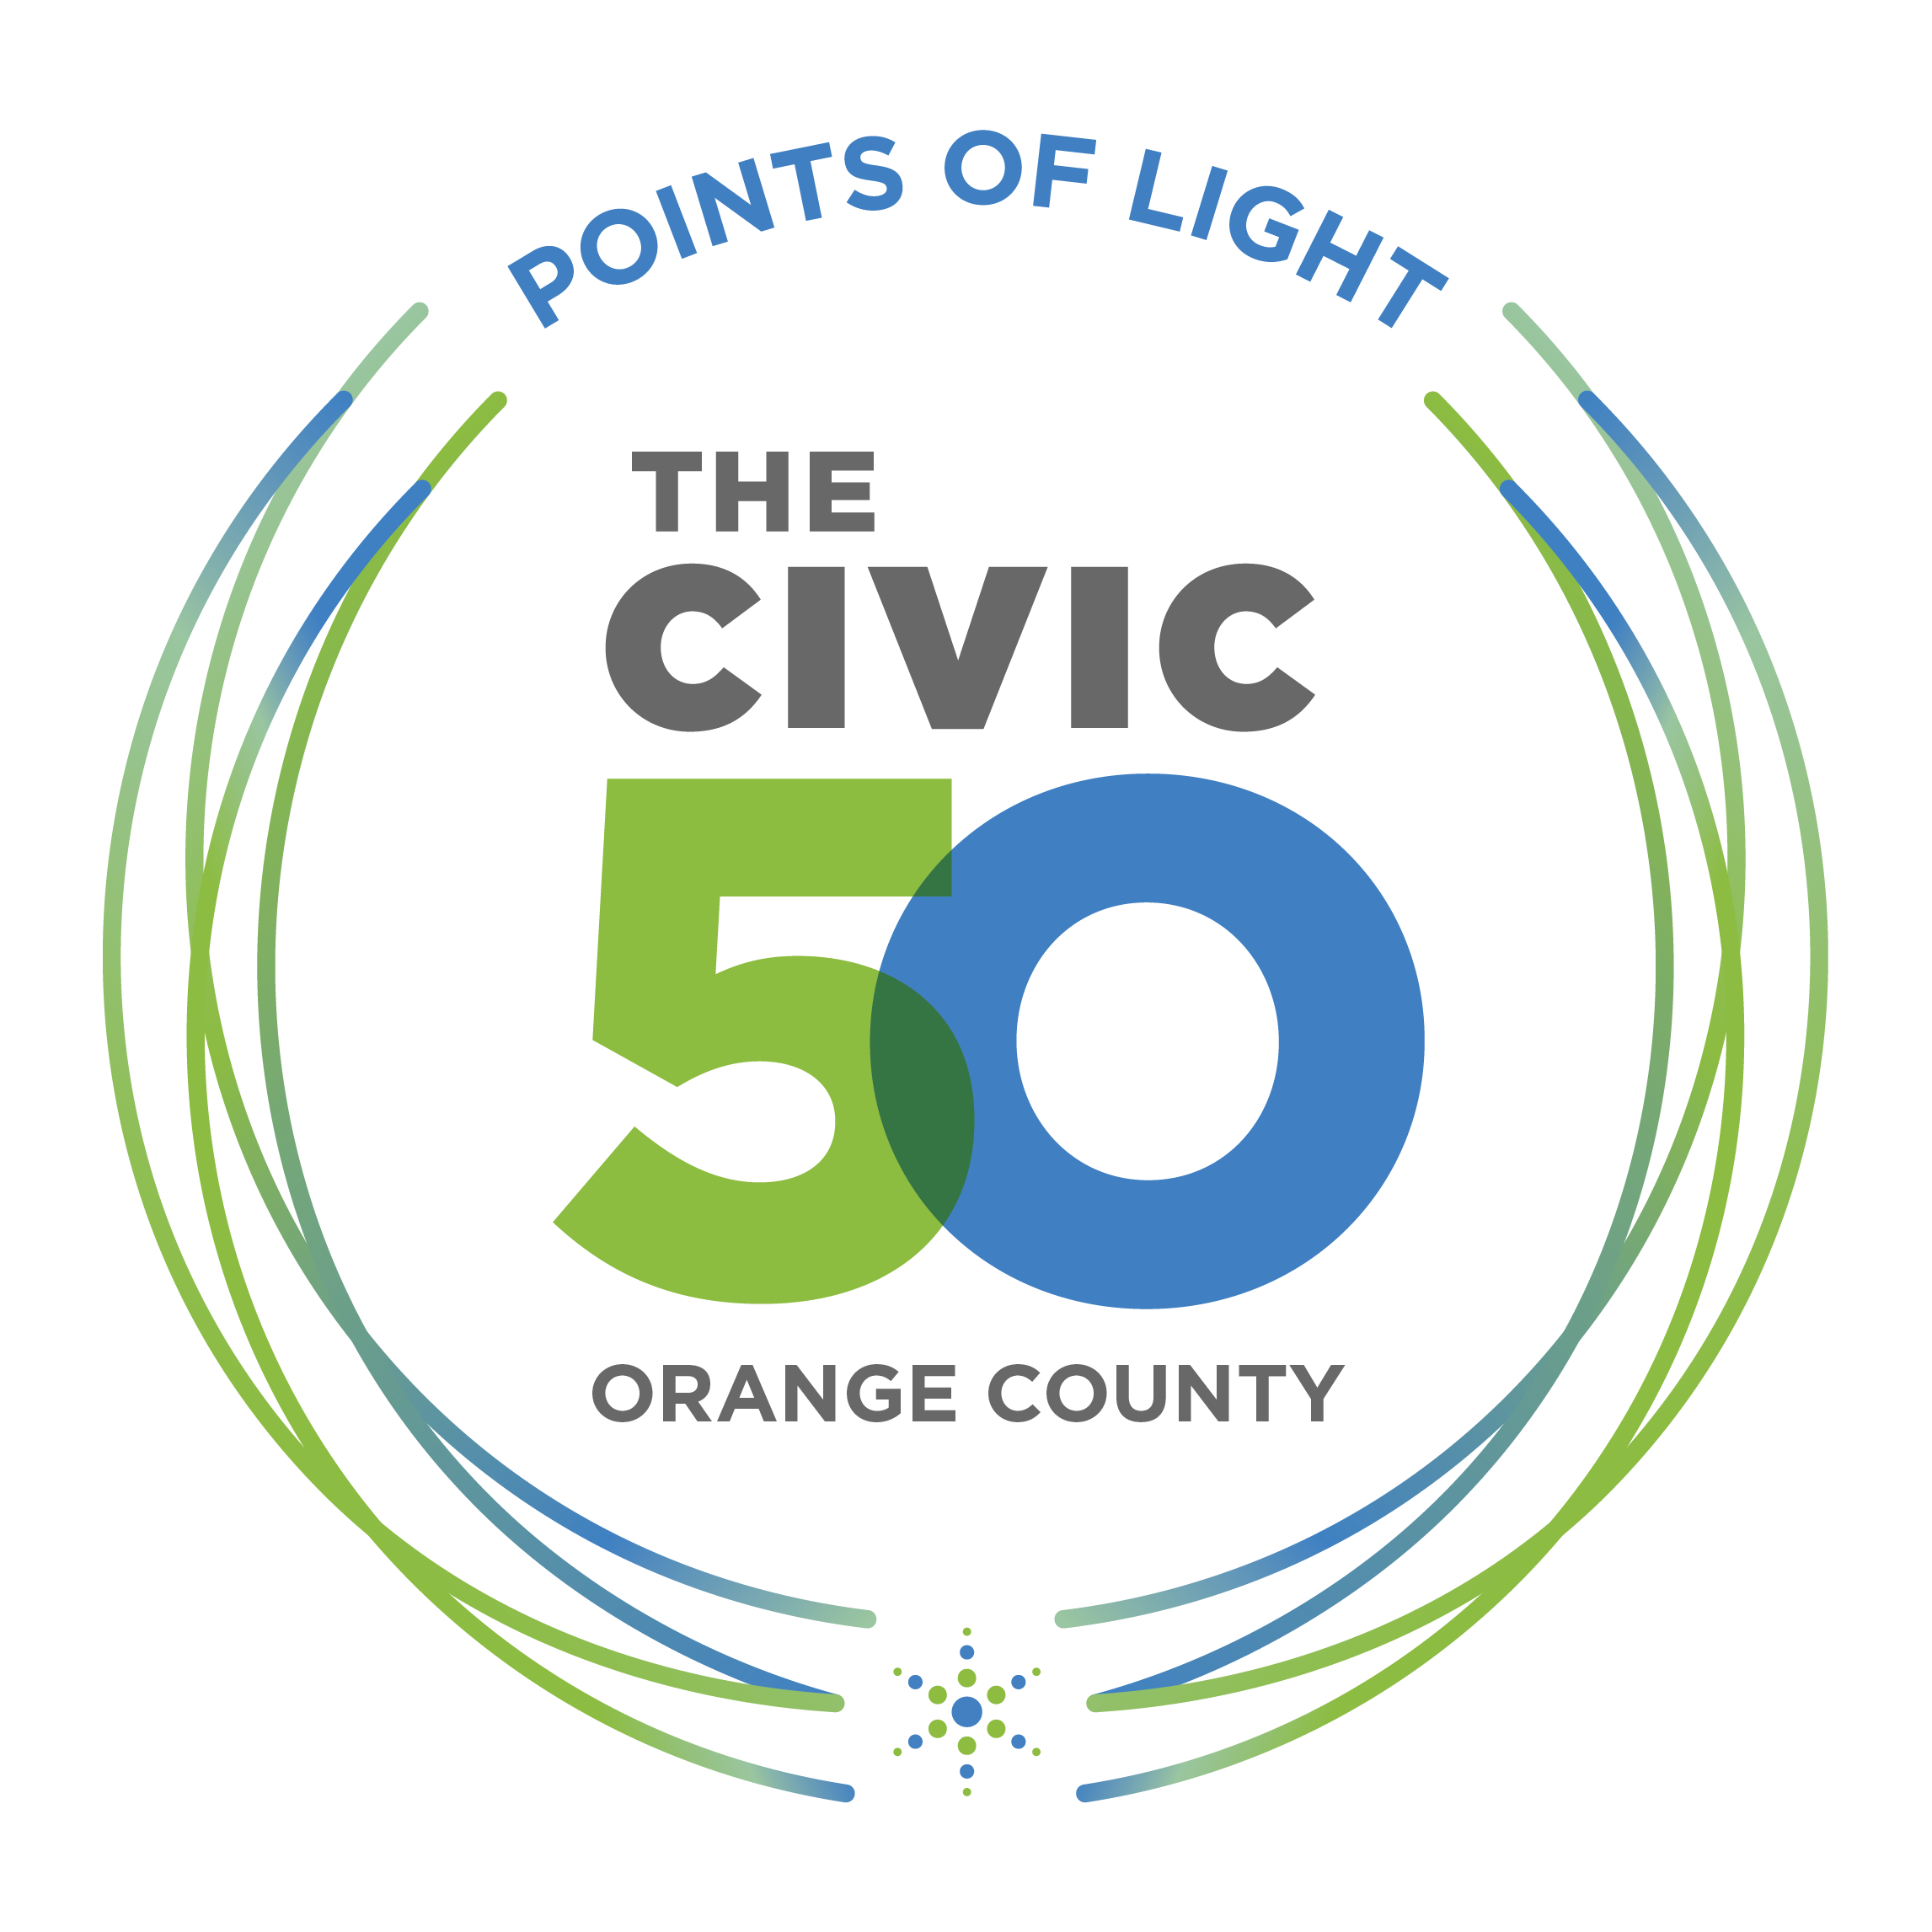 POINTS OF LIGHT
THE
CIVIC
50
ORANGE COUNTY